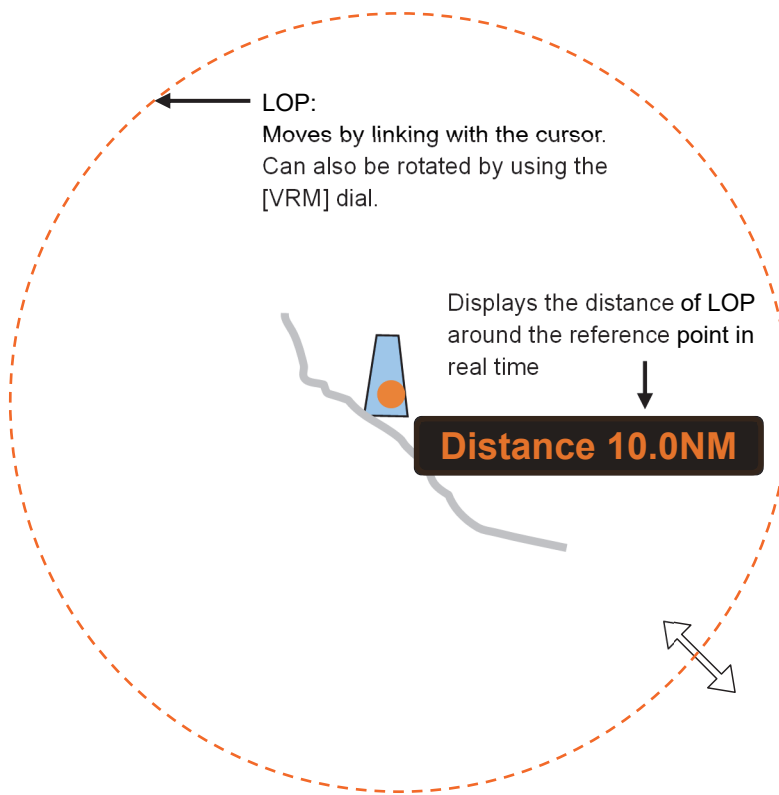 LOP:
Moves by linking with the cursor.
Can also be rotated by using the
[VRM] dial.
Displays the distance of LOP
around the reference point in
real time
Distance 10.0NM